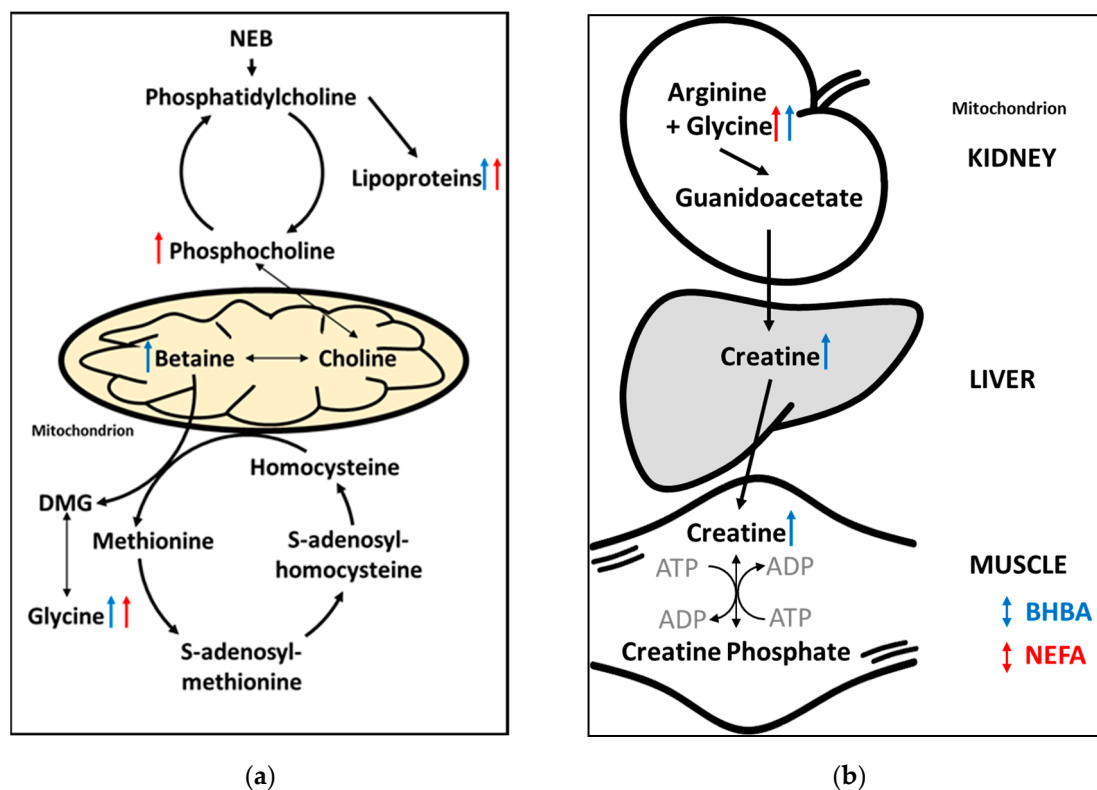 NEB
Phosphatidylcholine
Lipoproteins
Phosphocholine
Betaine
Choline
Mitochondrion
Homocysteine
DMG
Methionine
S-adenosyl-
homocysteine
Glycine
S-adenosyl-
methionine
(a)
Arginine
+ Glycine
Mitochondrion
KIDNEY
Guanidoacetate
Creatine
LIVER
Creatine
ATP
ADP
MUSCLE
ADP
ATP
BHBA
Creatine Phosphate
NEFA
(b)